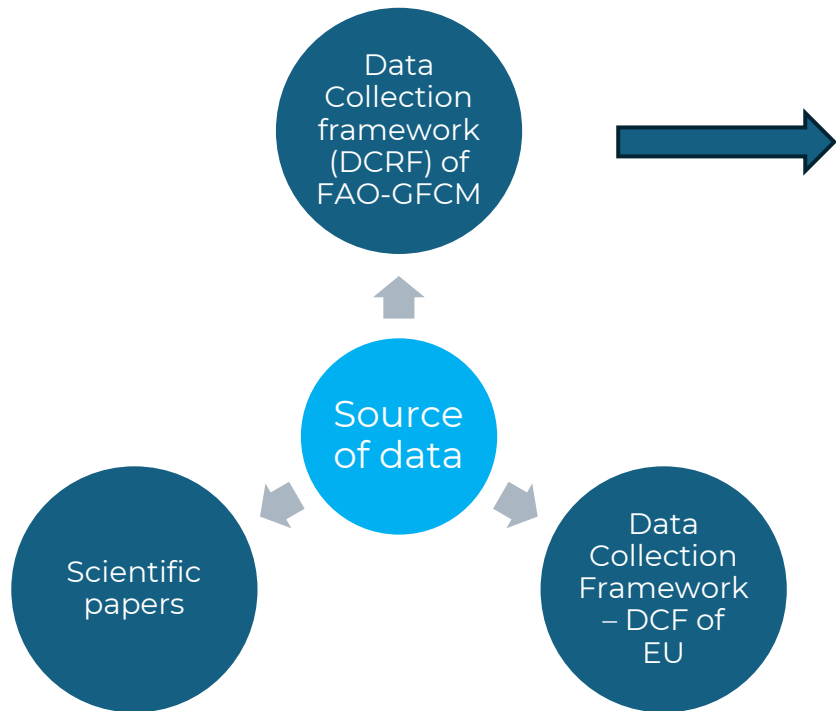 Data
Collection
framework
(DCRF) of
FAO-GFCM
Source
of data
Scientific
papers
Data
Collection
Framework
– DCF of
EU